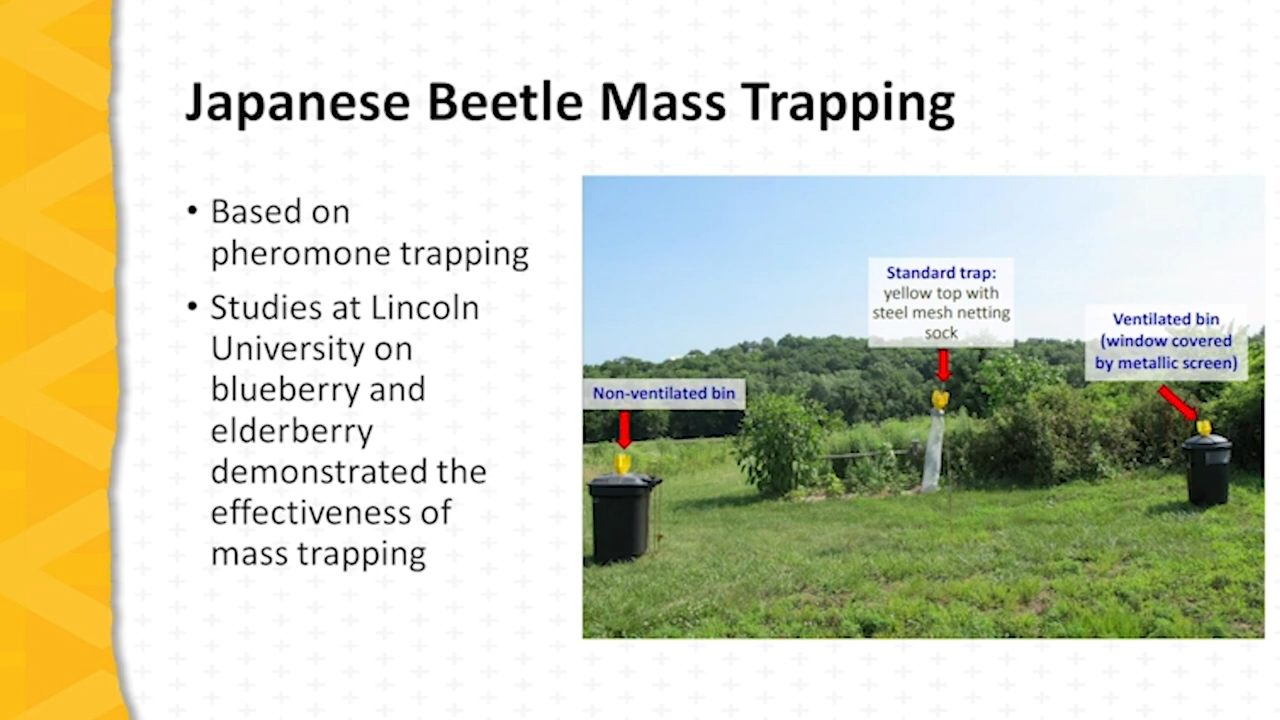 Japanese Beetle Mass Trapping
• Based on
pheromone trapping
• Studies at Lincoln
University on
blueberry and
elderberry
demonstrated the
effectiveness of
mass trapping
Non-ventilated bin
Standard trap:
yellow top with
steel mesh netting
sock
Ventilated bin
(window covered
by metallic screen)